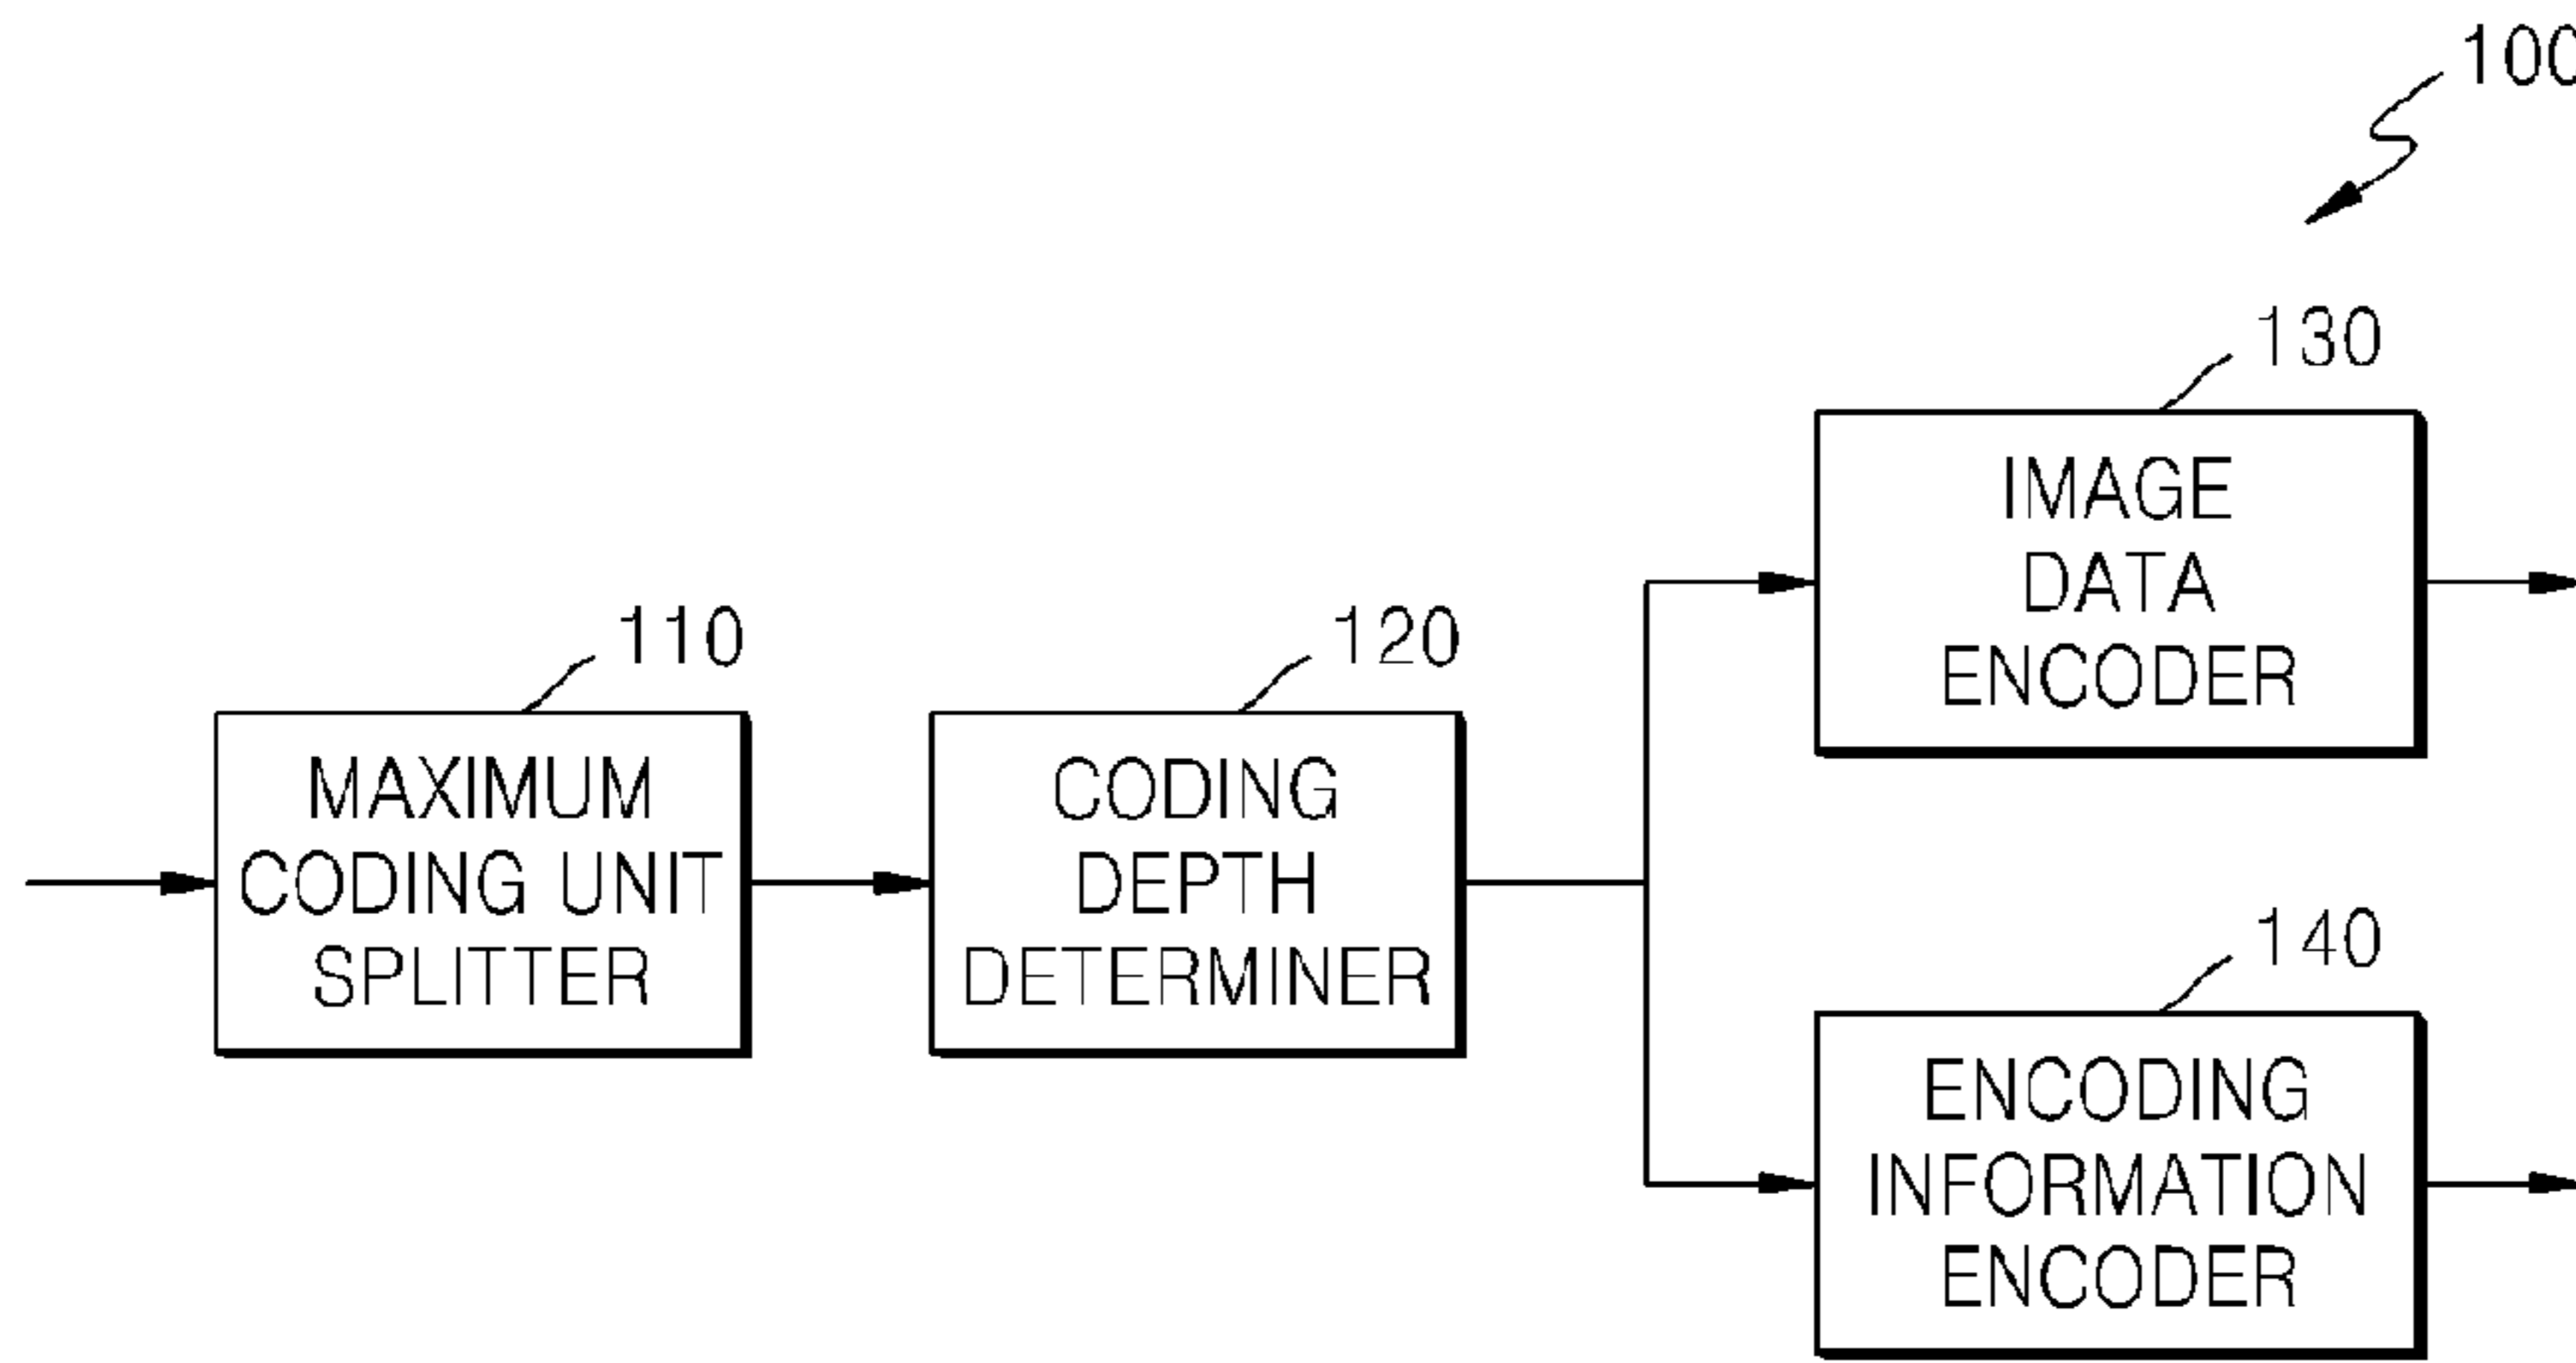 100
130
IMAGE
DATA
ENCODER
110
MAXIMUM
CODING UNIT
SPLITTER
120
CODING
DEPTH
DETERMINER
140
ENCODING
INFORMATION
ENCODER